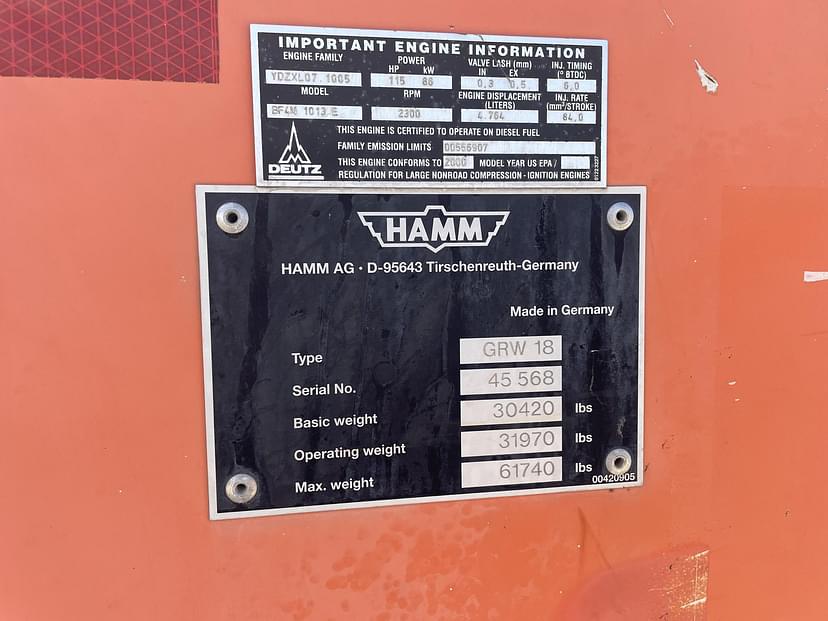 IMPORTANT ENGINE INFORMATION
ENGINE FAMILY POWER VALVE LASH (mm) INJ. TIMING
HP kW IN EX (° BTDC)
YDZXL07.1005 115 86 0,3 0,5 6,0
MODEL RPM ENGINE DISPLACEMENT (LITERS) INJ. RATE (mm³/STROKE)
BF4M 1013 E 2300 4.764 84,0
THIS ENGINE IS CERTIFIED TO OPERATE ON DIESEL FUEL
FAMILY EMISSION LIMITS 00556907
THIS ENGINE CONFORMS TO 2000 MODEL YEAR US EPA /
REGULATION FOR LARGE NONROAD COMPRESSION - IGNITION ENGINES
DEUTZ
HAMM
HAMM AG • D-95643 Tirschenreuth-Germany
Made in Germany
Type GRW 18
Serial No. 45 568
Basic weight 30420 lbs
Operating weight 31970 lbs
Max. weight 61740 lbs
00420905